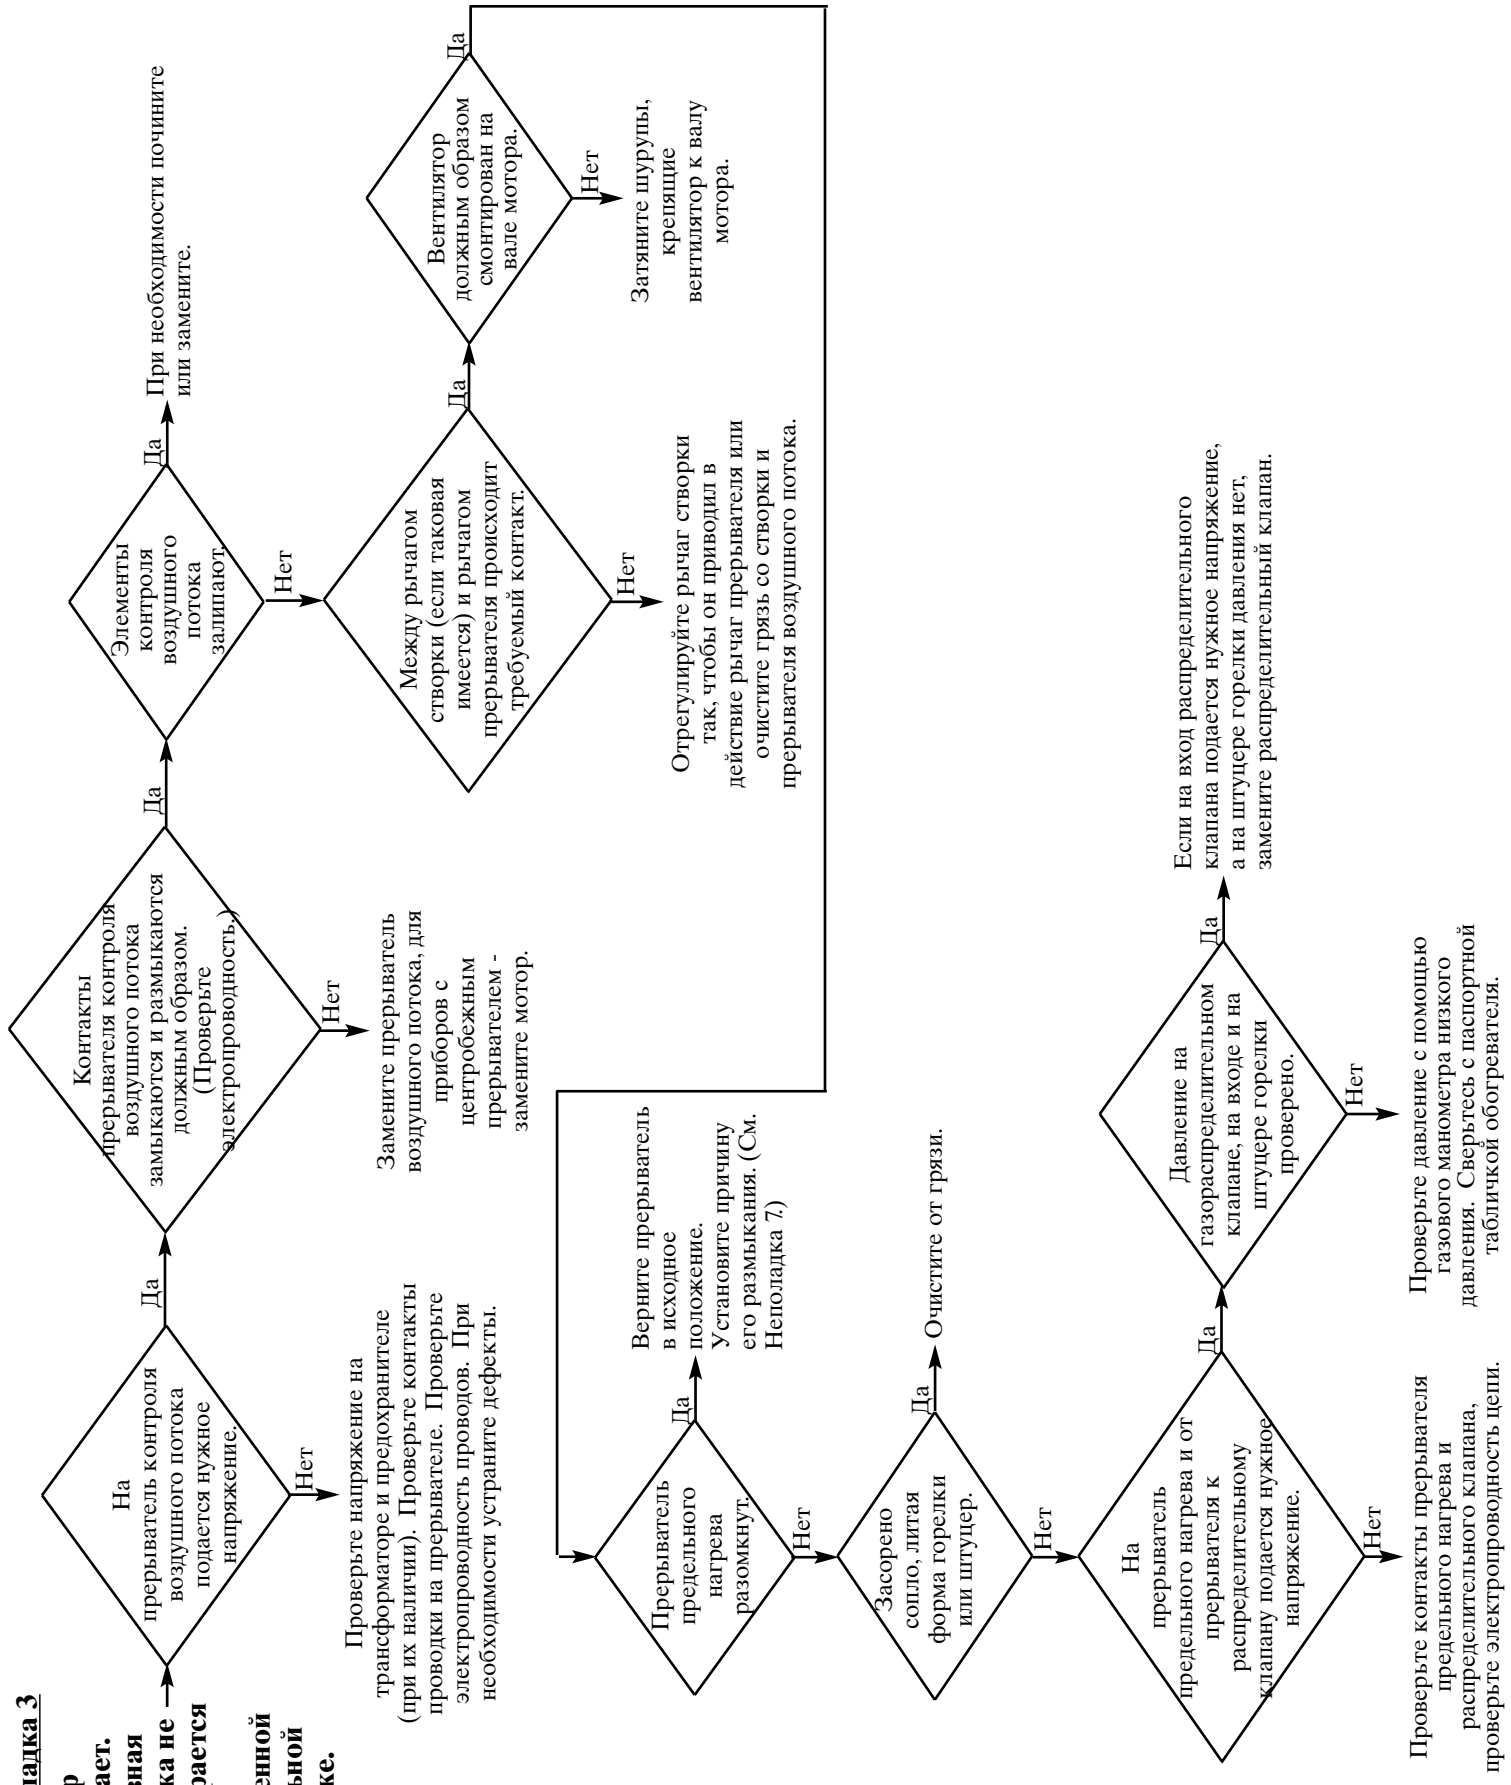 ладка 3
р
ает.
вная
ка не
рается
енной
ьной
ке.
На
прерыватель контроля
воздушного потока
подается нужное
напряжение.
Да
Нет
Проверьте напряжение на
трансформаторе и предохранителе
(при их наличии). Проверьте контакты
проводки на прерывателе. Проверьте
электропроводность проводов. При
необходимости устраните дефекты.
Контакты
прерывателя контроля
воздушного потока
замыкаются и размыкаются
должным образом.
(Проверьте
электропроводность.)
Да
Нет
Замените прерыватель
воздушного потока, для
приборов с
центробежным
прерывателем -
замените мотор.
Элементы
контроля
воздушного
потока
залипают.
Да
При необходимости почините
или замените.
Нет
Между рычагом
створки (если таковая
имеется) и рычагом
прерывателя происходит
требуемый контакт.
Да
Нет
Отрегулируйте рычаг створки
так, чтобы он приводил в
действие рычаг прерывателя или
очистите грязь со створки и
прерывателя воздушного потока.
Вентилятор
должным образом
смонтирован на
вале мотора.
Да
Нет
Затяните шурупы,
крепящие
вентилятор к валу
мотора.
Прерыватель
предельного
нагрева
разомкнут.
Да
Верните прерыватель
в исходное
положение.
Установите причину
его размыкания. (См.
Неполадка 7.)
Нет
Засорено
сопло, литая
форма горелки
или штуцер.
Да
Очистите от грязи.
Нет
На
прерыватель
предельного нагрева и от
прерывателя к
распределительному
клапану подается нужное
напряжение.
Да
Нет
Проверьте контакты прерывателя
предельного нагрева и
распределительного клапана,
проверьте электропроводность цепи.
Давление на
газораспределительном
клапане, на входе и на
штуцере горелки
проверено.
Да
Если на вход распределительного
клапана подается нужное напряжение,
а на штуцере горелки давления нет,
замените распределительный клапан.
Нет
Проверьте давление с помощью
газового манометра низкого
давления. Сверьтесь с паспортной
табличкой обогревателя.